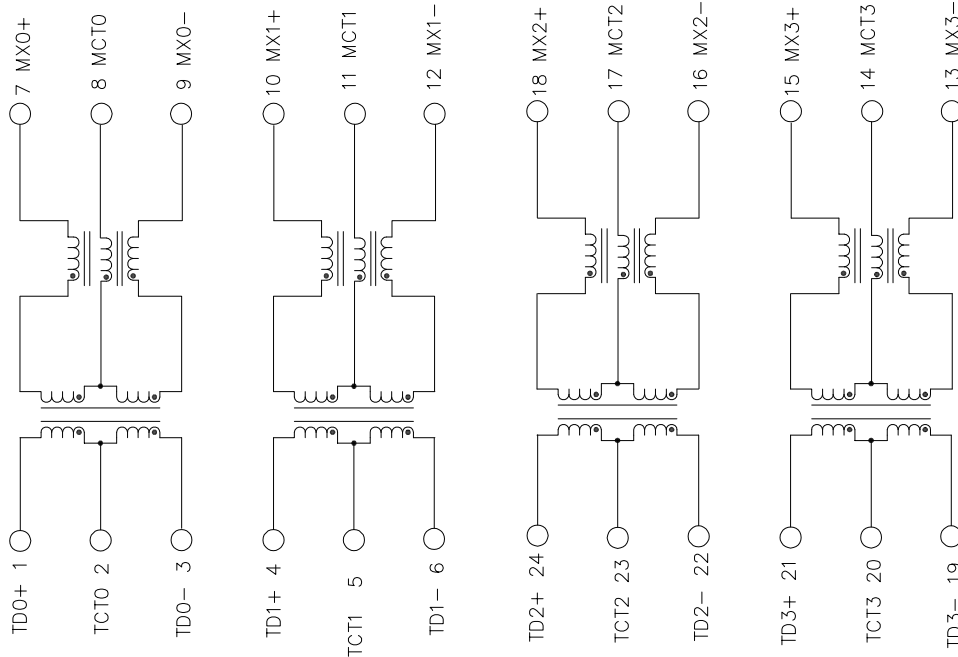 7 MX0+
8 MCT0
9 MX0-
10 MX1+
11 MCT1
12 MX1-
18 MX2+
17 MCT2
16 MX2-
15 MX3+
14 MCT3
13 MX3-
TD0+ 1
TCT0 2
TD0- 3
TD1+ 4
TCT1 5
TD1- 6
TD2+ 24
TCT2 23
TD2- 22
TD3+ 21
TCT3 20
TD3- 19